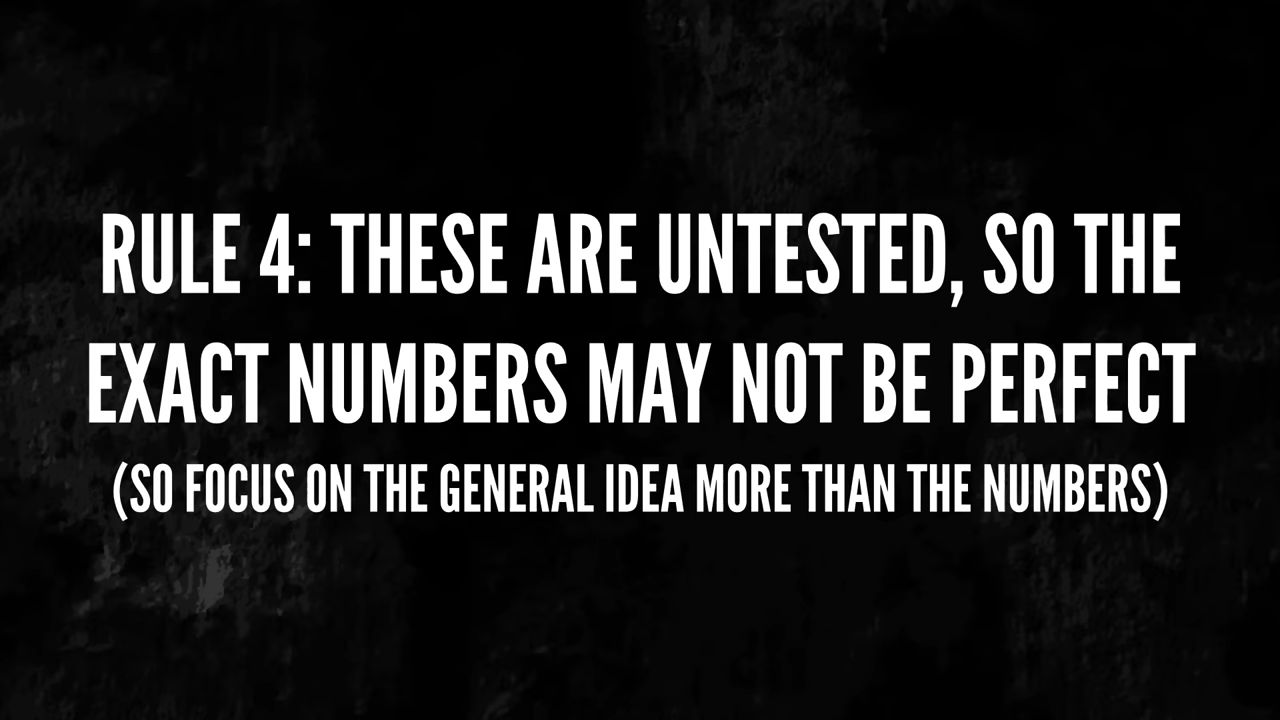 RULE 4: THESE ARE UNTESTED, SO THE
EXACT NUMBERS MAY NOT BE PERFECT
(SO FOCUS ON THE GENERAL IDEA MORE THAN THE NUMBERS)